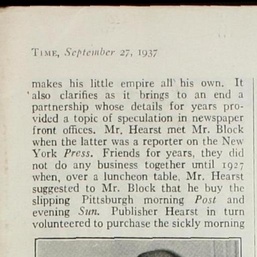 TIME, September 27, 1937
makes his little empire all his own. It
also clarifies as it brings to an end a
partnership whose details for years pro-
vided a topic of speculation in newspaper
front offices. Mr. Hearst met Mr. Block
when the latter was a reporter on the New
York Press. Friends for years, they did
not do any business together until 1927
when, over a luncheon table, Mr. Hearst
suggested to Mr. Block that he buy the
slipping Pittsburgh morning Post and
evening Sun. Publisher Hearst in turn
volunteered to purchase the sickly morning